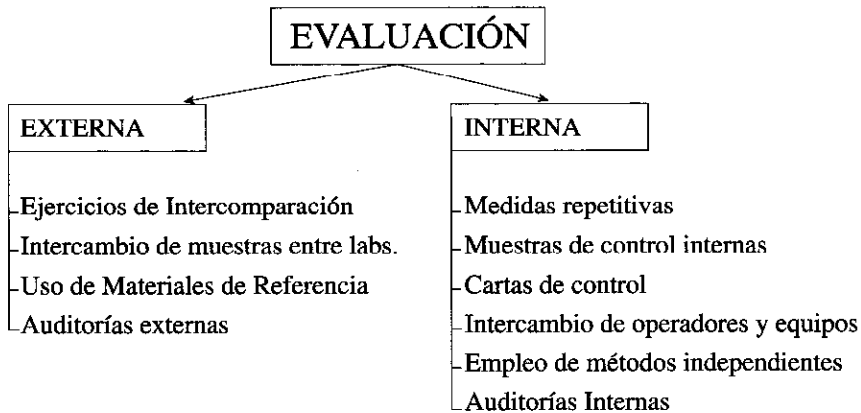 EVALUACIÓN
EXTERNA
Ejercicios de Intercomparación
Intercambio de muestras entre labs.
Uso de Materiales de Referencia
Auditorías externas
INTERNA
Medidas repetitivas
Muestras de control internas
Cartas de control
Intercambio de operadores y equipos
Empleo de métodos independientes
Auditorías Internas